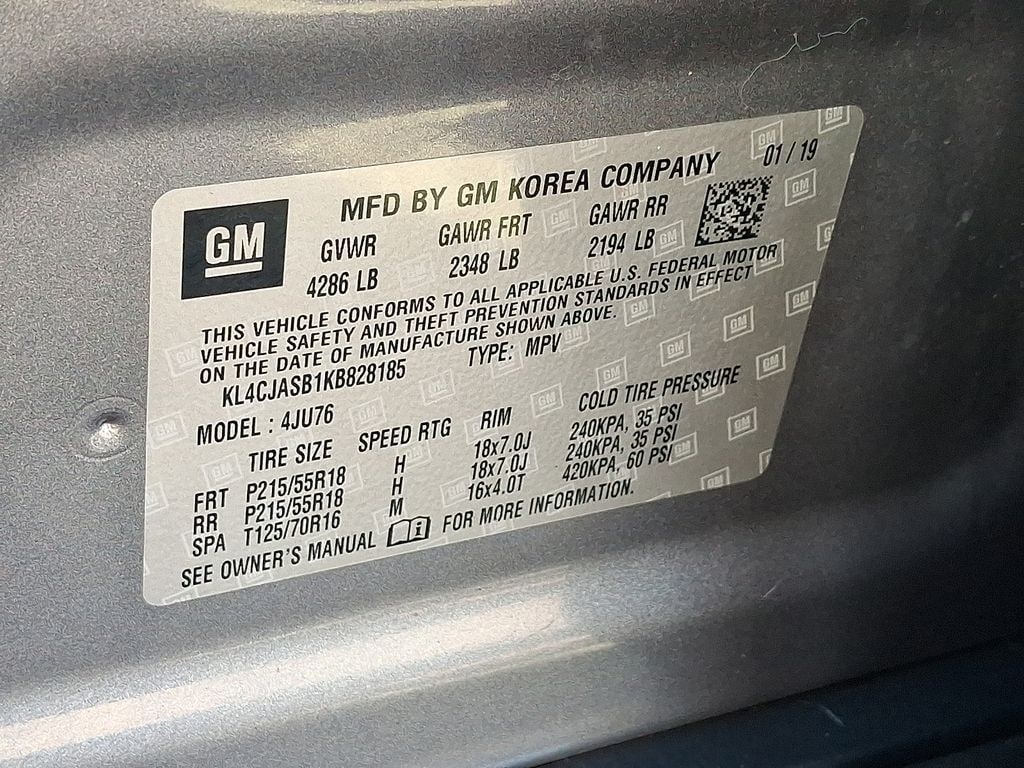 GM
MFD BY GM KOREA COMPANY 01 / 19
GVWR GAWR FRT GAWR RR
4286 LB 2348 LB 2194 LB
THIS VEHICLE CONFORMS TO ALL APPLICABLE U.S. FEDERAL MOTOR
VEHICLE SAFETY AND THEFT PREVENTION STANDARDS IN EFFECT
ON THE DATE OF MANUFACTURE SHOWN ABOVE.
KL4CJASB1KB828185 TYPE: MPV
MODEL : 4JU76
TIRE SIZE SPEED RTG RIM COLD TIRE PRESSURE
FRT P215/55R18 H 18x7.0J 240KPA, 35 PSI
RR P215/55R18 H 18x7.0J 240KPA, 35 PSI
SPA T125/70R16 M 16x4.0T 420KPA, 60 PSI
SEE OWNER'S MANUAL i FOR MORE INFORMATION.